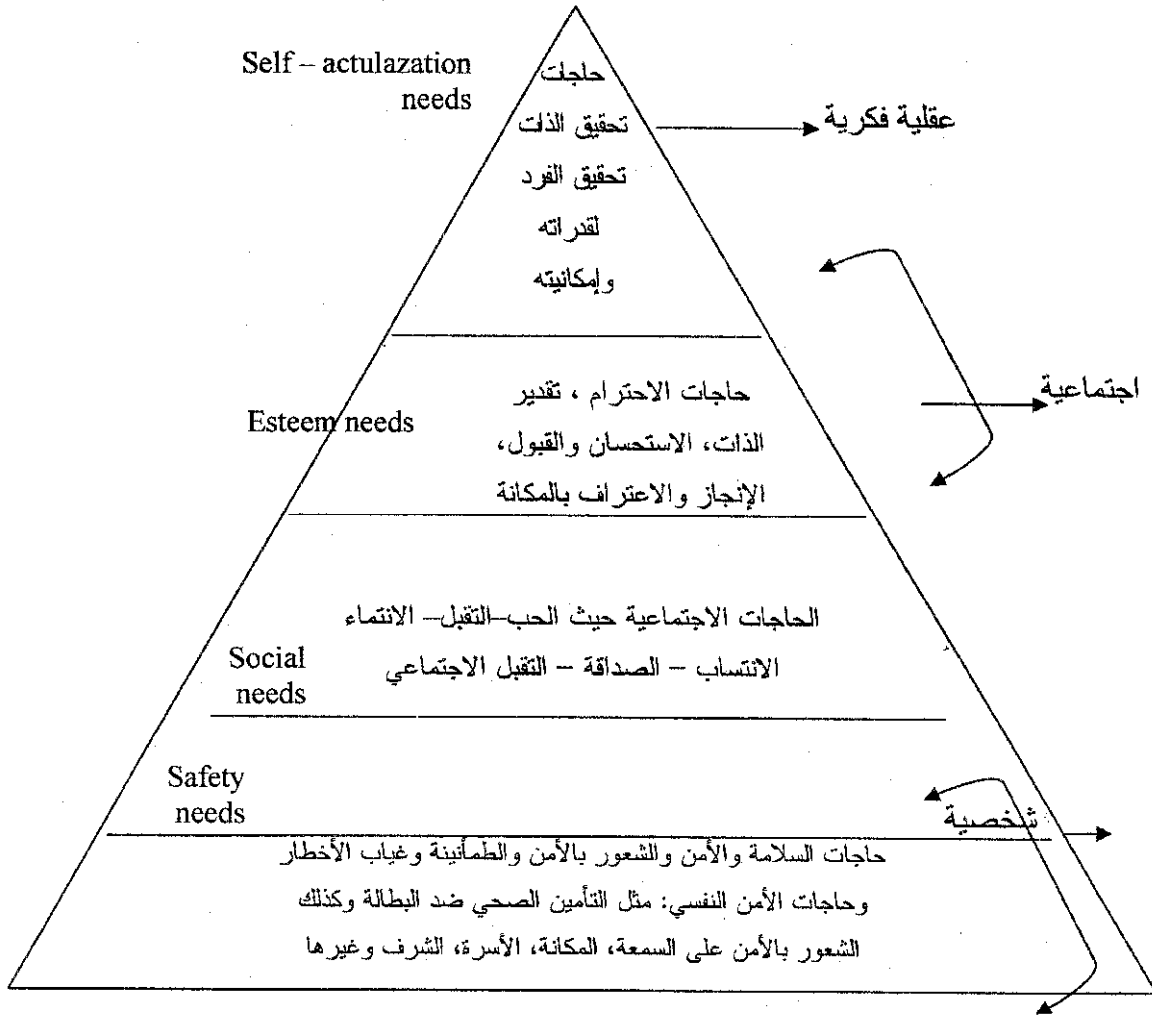 Self – actulazation
needs
حاجات
تحقيق الذات
تحقيق الفرد
لقدراته
وإمكانيته
عقلية فكرية
Esteem needs
حاجات الاحترام ، تقدير
الذات، الاستحسان والقبول،
الإنجاز والاعتراف بالمكانة
اجتماعية
الحاجات الاجتماعية حيث الحب–التقبل– الانتماء
الانتساب – الصداقة – التقبل الاجتماعي
Social
needs
Safety
needs
شخصية
حاجات السلامة والأمن والشعور بالأمن والطمأنينة وغياب الأخطار
وحاجات الأمن النفسي: مثل التأمين الصحي ضد البطالة وكذلك
الشعور بالأمن على السمعة، المكانة، الأسرة، الشرف وغيرها